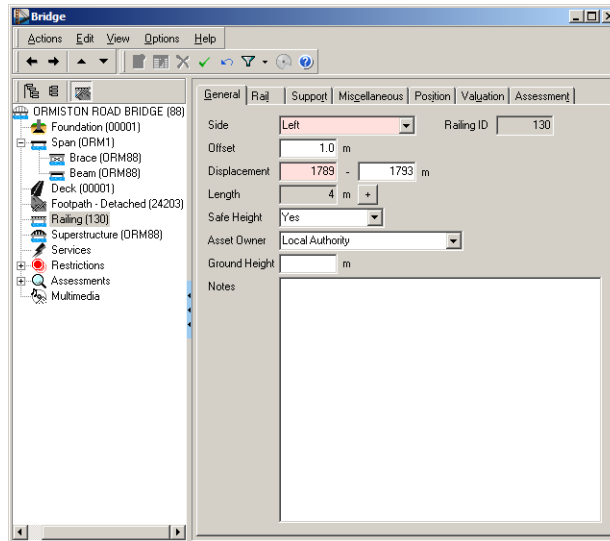 Bridge
Actions Edit View Options Help
General Rail Support Miscellaneous Position Valuation Assessment
ORMISTON ROAD BRIDGE (88)
Foundation (00001)
Span (ORM1)
Brace (ORM88)
Beam (ORM88)
Deck (00001)
Footpath - Detached (24203)
Railing (130)
Superstructure (ORM88)
Services
Restrictions
Assessments
Multimedia
Side Left Railing ID 130
Offset 1.0 m
Displacement 1789 - 1793 m
Length 4 m +
Safe Height Yes
Asset Owner Local Authority
Ground Height m
Notes